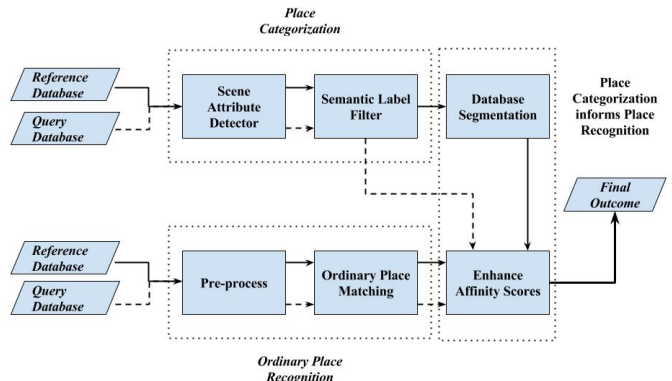 Place
Categorization
Reference
Database
Query
Database
Scene
Attribute
Detector
Semantic Label
Filter
Database
Segmentation
Place
Categorization
informs Place
Recognition
Final
Outcome
Reference
Database
Query
Database
Pre-process
Ordinary Place
Matching
Enhance
Affinity Scores
Ordinary Place
Recognition